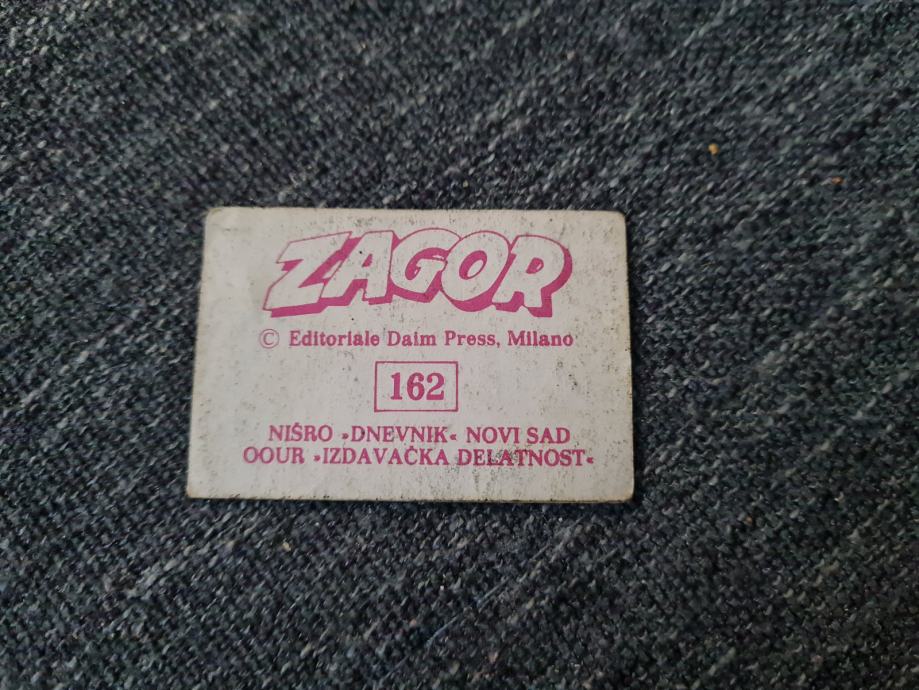 ZAGOR
© Editoriale Daim Press, Milano
162
NIŠRO »DNEVNIK« NOVI SAD
OOUR »IZDAVAČKA DELATNOST«